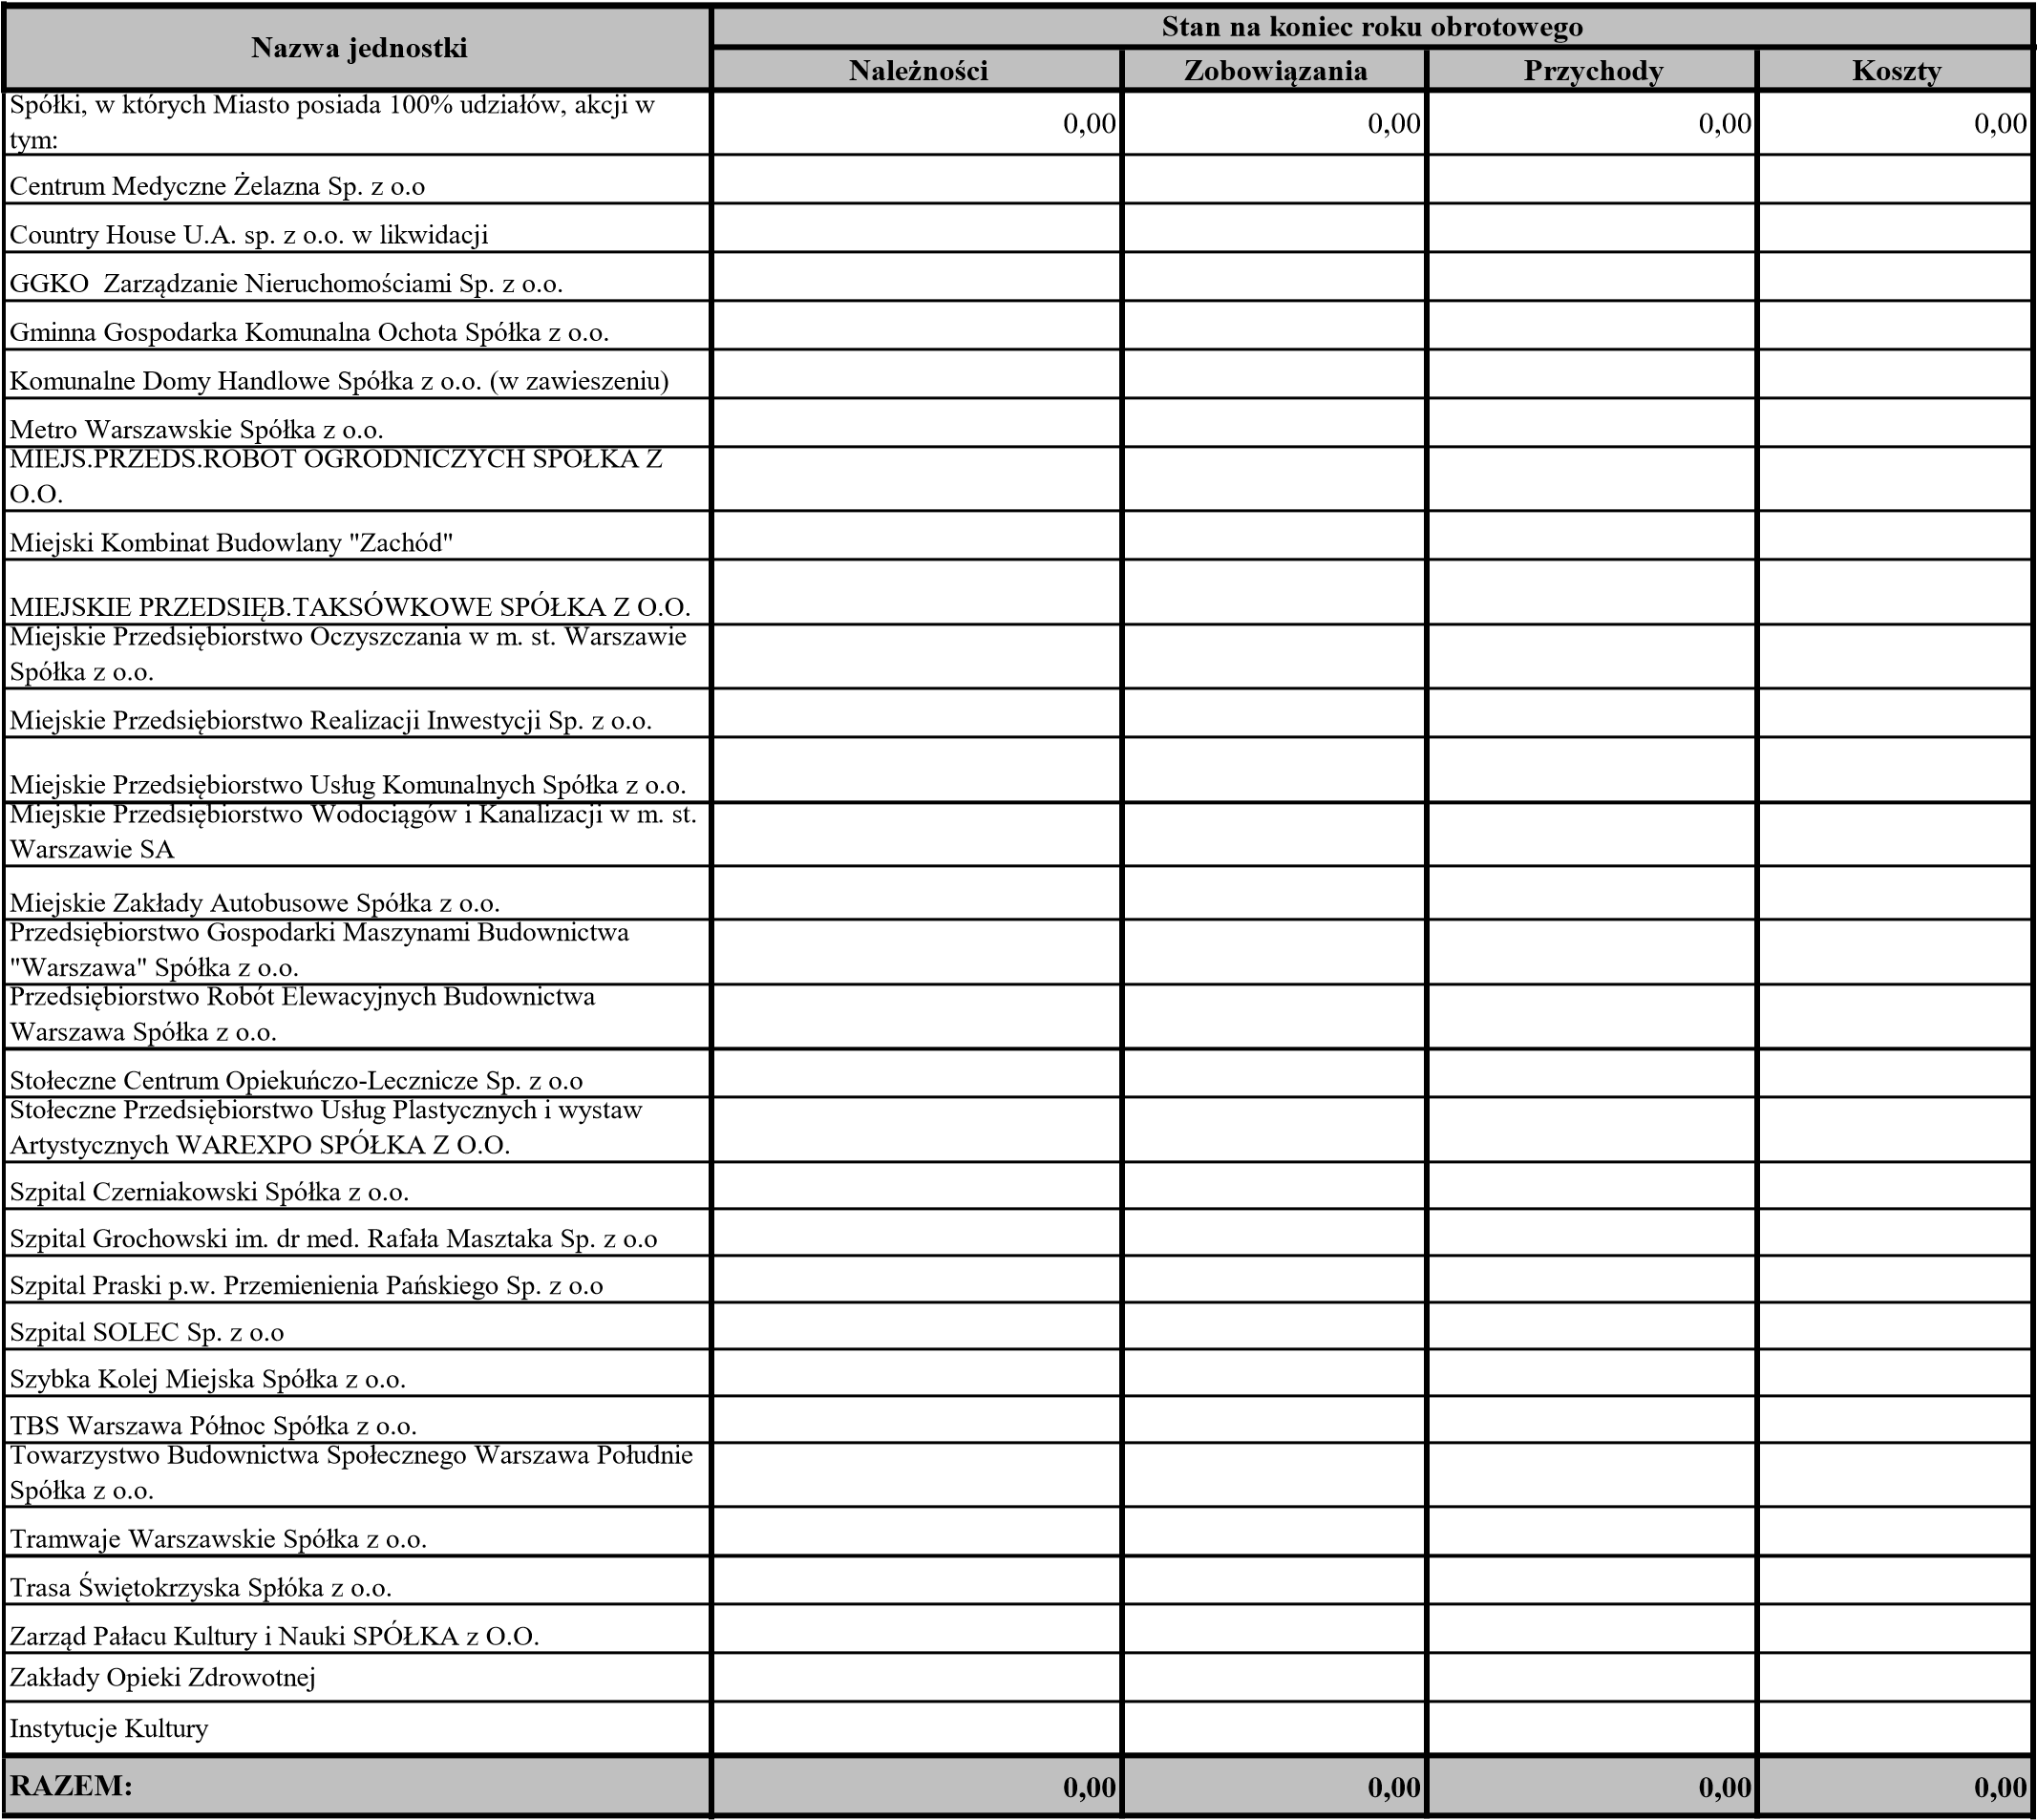 Nazwa jednostki
Stan na koniec roku obrotowego
Należności Zobowiązania Przychody Koszty
Spółki, w których Miasto posiada 100% udziałów, akcji w
tym:
0,00 0,00 0,00 0,00
Centrum Medyczne Żelazna Sp. z o.o
Country House U.A. sp. z o.o. w likwidacji
GGKO  Zarządzanie Nieruchomościami Sp. z o.o.
Gminna Gospodarka Komunalna Ochota Spółka z o.o.
Komunalne Domy Handlowe Spółka z o.o. (w zawieszeniu)
Metro Warszawskie Spółka z o.o.
MIEJS.PRZEDS.ROBÓT OGRODNICZYCH SPÓŁKA Z
O.O.
Miejski Kombinat Budowlany "Zachód"
MIEJSKIE PRZEDSIĘB.TAKSÓWKOWE SPÓŁKA Z O.O.
Miejskie Przedsiębiorstwo Oczyszczania w m. st. Warszawie
Spółka z o.o.
Miejskie Przedsiębiorstwo Realizacji Inwestycji Sp. z o.o.
Miejskie Przedsiębiorstwo Usług Komunalnych Spółka z o.o.
Miejskie Przedsiębiorstwo Wodociągów i Kanalizacji w m. st.
Warszawie SA
Miejskie Zakłady Autobusowe Spółka z o.o.
Przedsiębiorstwo Gospodarki Maszynami Budownictwa
"Warszawa" Spółka z o.o.
Przedsiębiorstwo Robót Elewacyjnych Budownictwa
Warszawa Spółka z o.o.
Stołeczne Centrum Opiekuńczo-Lecznicze Sp. z o.o
Stołeczne Przedsiębiorstwo Usług Plastycznych i wystaw
Artystycznych WAREXPO SPÓŁKA Z O.O.
Szpital Czerniakowski Spółka z o.o.
Szpital Grochowski im. dr med. Rafała Masztaka Sp. z o.o
Szpital Praski p.w. Przemienienia Pańskiego Sp. z o.o
Szpital SOLEC Sp. z o.o
Szybka Kolej Miejska Spółka z o.o.
TBS Warszawa Północ Spółka z o.o.
Towarzystwo Budownictwa Społecznego Warszawa Południe
Spółka z o.o.
Tramwaje Warszawskie Spółka z o.o.
Trasa Świętokrzyska Spłóka z o.o.
Zarząd Pałacu Kultury i Nauki SPÓŁKA z O.O.
Zakłady Opieki Zdrowotnej
Instytucje Kultury
RAZEM: 0,00 0,00 0,00 0,00